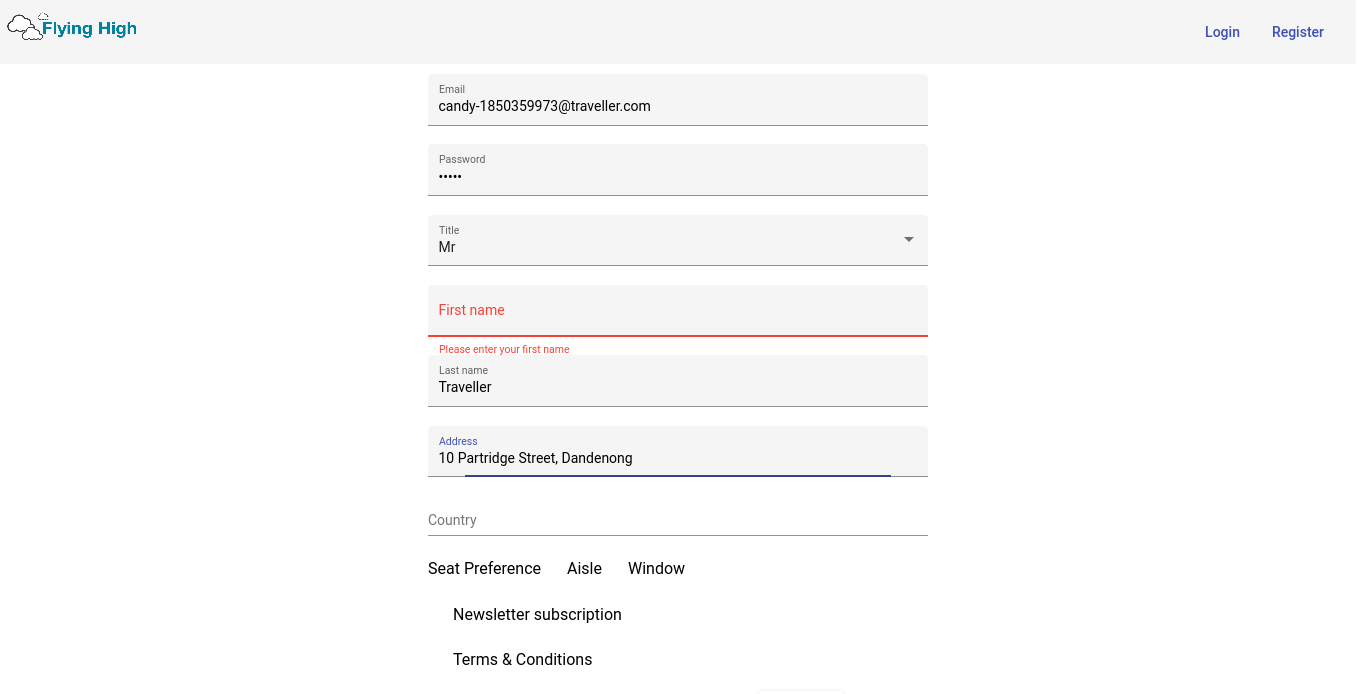 Flying High
Login
Register
Email
candy-1850359973@traveller.com
Password
•••••
Title
Mr
First name
Please enter your first name
Last name
Traveller
Address
10 Partridge Street, Dandenong
Country
Seat Preference Aisle Window
Newsletter subscription
Terms & Conditions